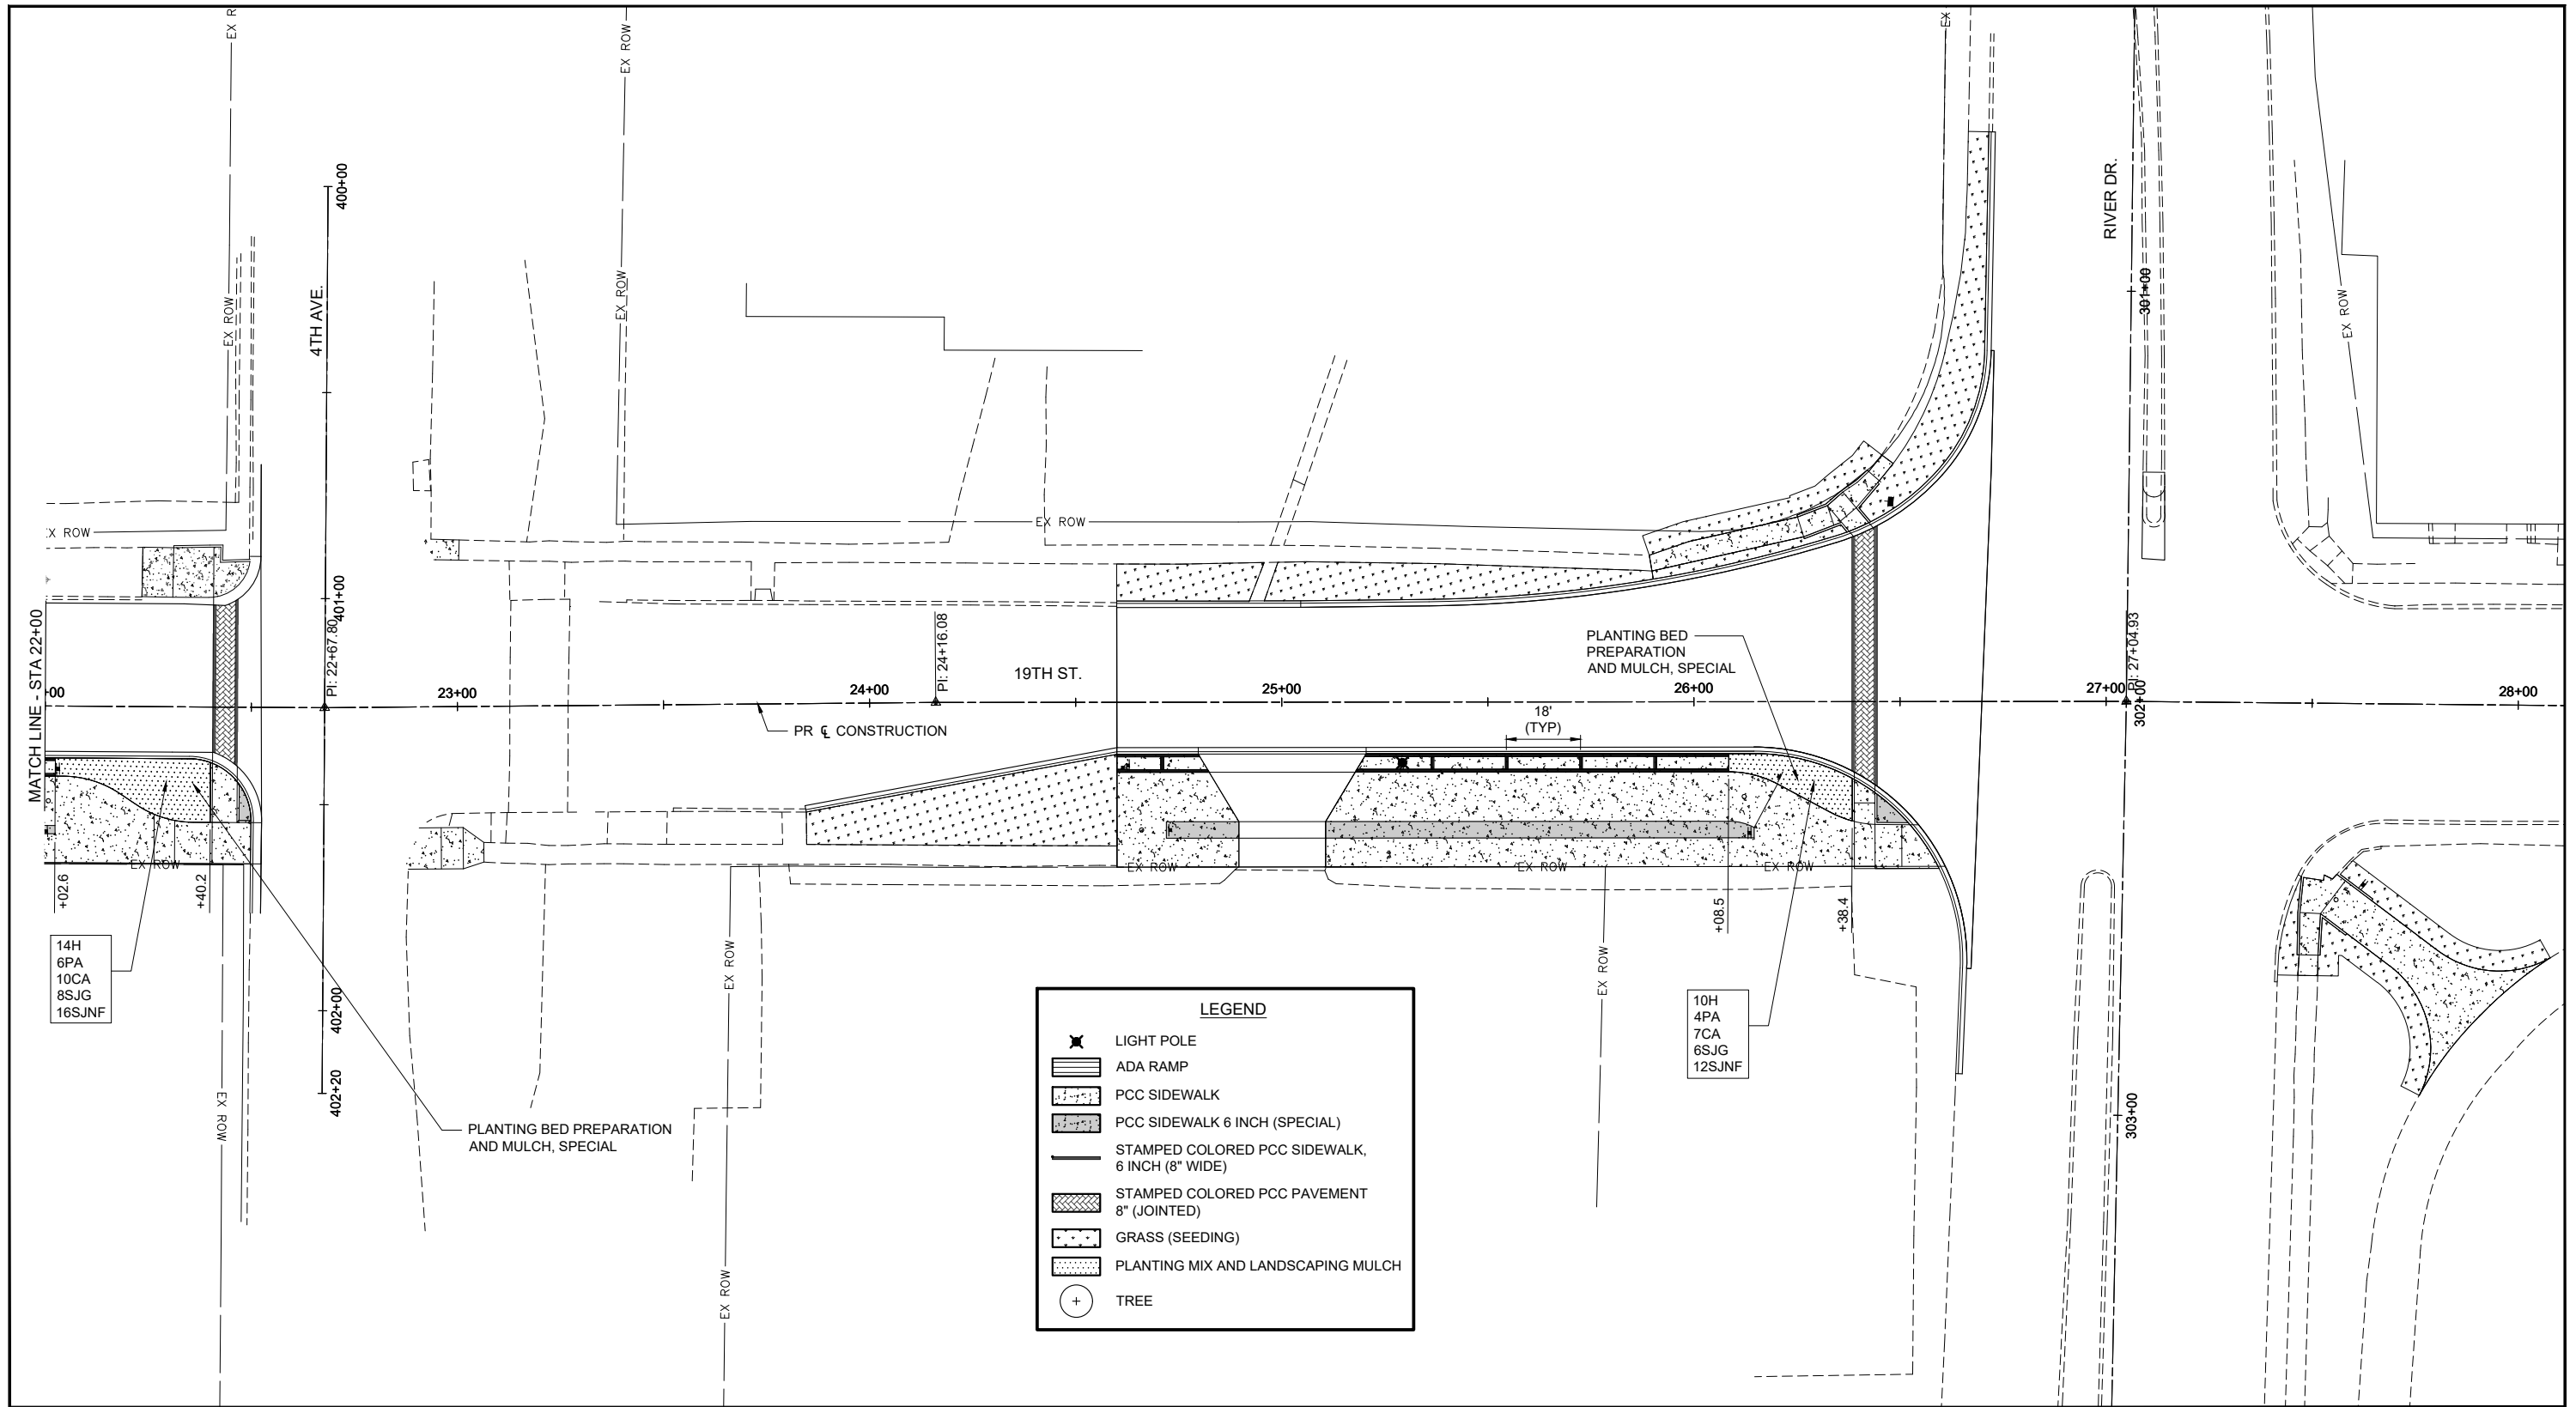 EX R
EX ROW
EX
400+00
RIVER DR.
EX ROW
EX ROW
4TH AVE.
301+00
EX ROW
EX ROW
EX ROW
MATCH LINE - STA 22+00
401+00
PI: 22+67.80
PI: 24+16.08
PI: 27+04.93
302+00
PLANTING BED
PREPARATION
AND MULCH, SPECIAL
19TH ST.
+00
23+00
24+00
25+00
26+00
27+00
28+00
PR ℄ CONSTRUCTION
18'
(TYP)
EX ROW
EX ROW
EX ROW
EX ROW
+02.6
+40.2
+08.5
+38.4
14H
6PA
10CA
8SJG
16SJNF
402+00
402+20
EX ROW
EX ROW
EX ROW
EX ROW
10H
4PA
7CA
6SJG
12SJNF
303+00
PLANTING BED PREPARATION
AND MULCH, SPECIAL
LEGEND
LIGHT POLE
ADA RAMP
PCC SIDEWALK
PCC SIDEWALK 6 INCH (SPECIAL)
STAMPED COLORED PCC SIDEWALK,
6 INCH (8" WIDE)
STAMPED COLORED PCC PAVEMENT
8" (JOINTED)
GRASS (SEEDING)
PLANTING MIX AND LANDSCAPING MULCH
TREE